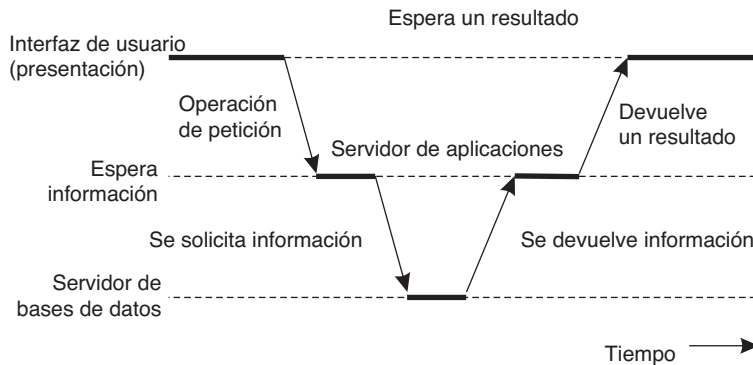 Espera un resultado
Interfaz de usuario
(presentación)
Operación
de petición
Devuelve
un resultado
Servidor de aplicaciones
Espera
información
Se solicita información
Se devuelve información
Servidor de
bases de datos
Tiempo